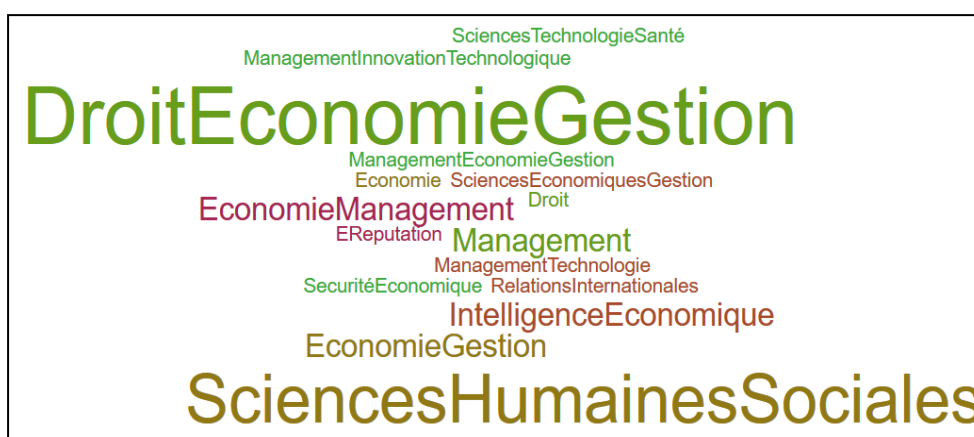 SciencesTechnologieSanté
ManagementInnovationTechnologique
DroitEconomieGestion
ManagementEconomieGestion
Economie SciencesEconomiquesGestion
EconomieManagement Droit
EReputation Management
ManagementTechnologie
SecuritéEconomique RelationsInternationales
IntelligenceEconomique
EconomieGestion
SciencesHumainesSociales